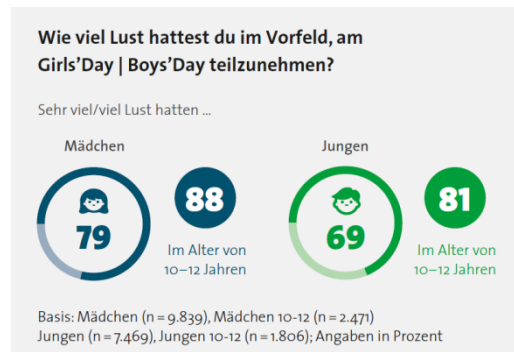 Wie viel Lust hattest du im Vorfeld, am
Girls'Day | Boys'Day teilzunehmen?
Sehr viel/viel Lust hatten ...
Mädchen
79
88
Im Alter von
10–12 Jahren
Jungen
69
81
Im Alter von
10–12 Jahren
Basis: Mädchen (n = 9.839), Mädchen 10-12 (n = 2.471)
Jungen (n = 7.469), Jungen 10-12 (n = 1.806); Angaben in Prozent